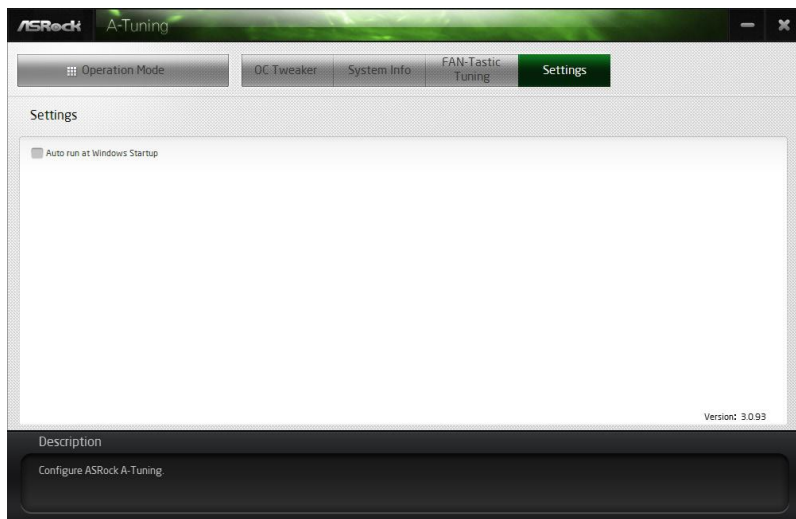 ASRock A-Tuning
Operation Mode OC Tweaker System Info FAN-Tastic Tuning Settings
Settings
Auto run at Windows Startup
Version: 3.0.93
Description
Configure ASRock A-Tuning.